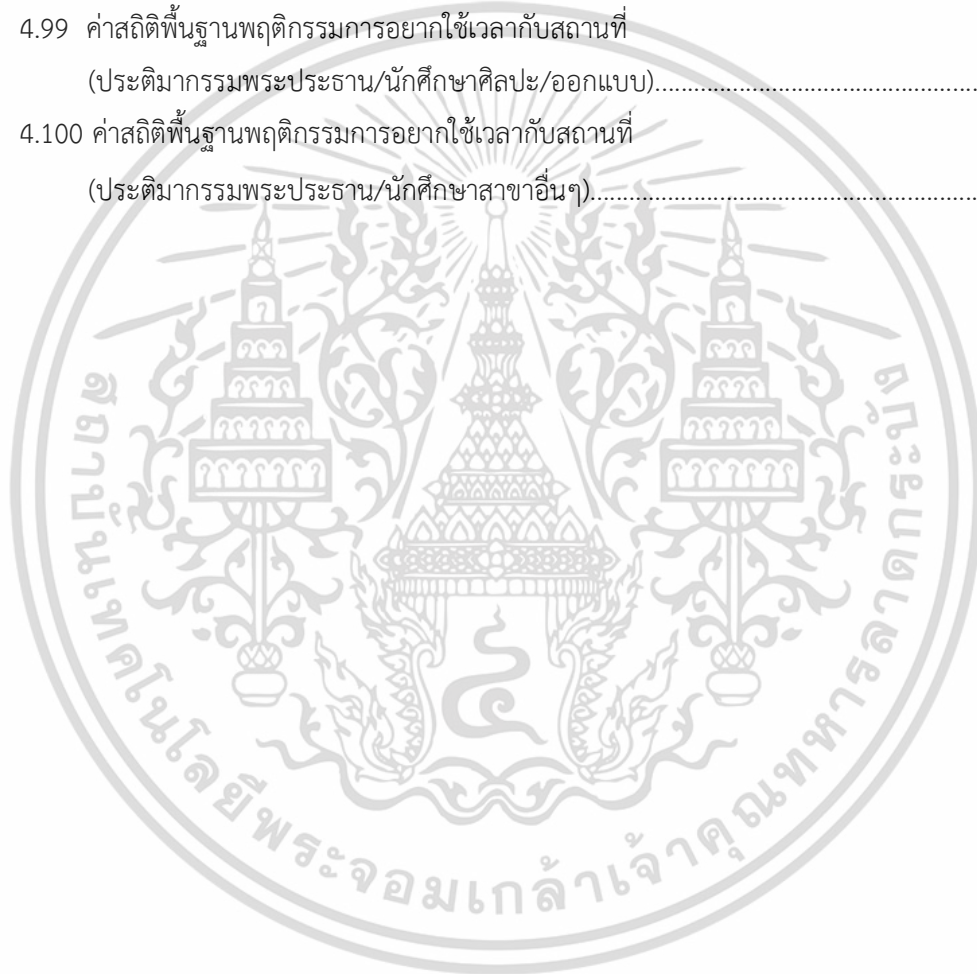 4.99 ค่าสถิติพื้นฐานพฤติกรรมการอยากใช้เวลากับสถานที่
(ประติมากรรมพระประธาน/นักศึกษาศิลปะ/ออกแบบ)....................................................
4.100 ค่าสถิติพื้นฐานพฤติกรรมการอยากใช้เวลากับสถานที่
(ประติมากรรมพระประธาน/นักศึกษาสาขาอื่นๆ)..............................................................
สถาบันเทคโนโลยีพระจอมเกล้าเจ้าคุณทหารลาดกระบัง
๔